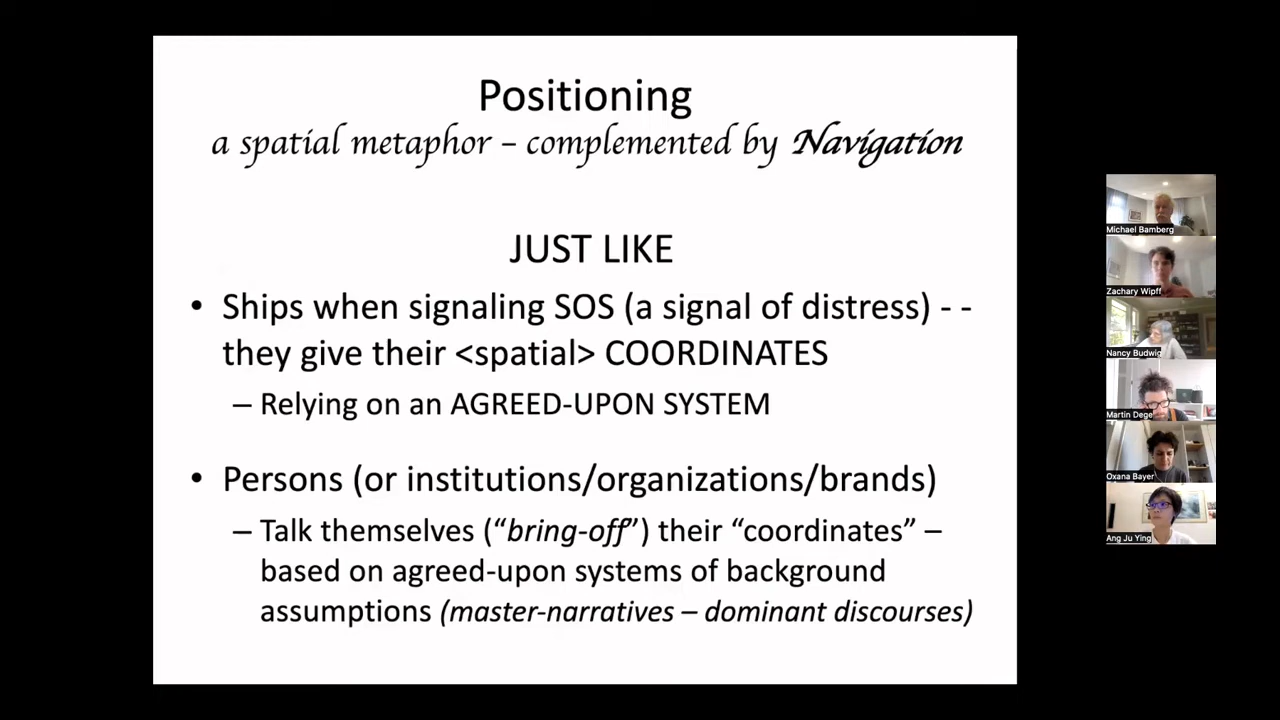 Positioning
a spatial metaphor – complemented by Navigation
JUST LIKE
• Ships when signaling SOS (a signal of distress) - -
they give their <spatial> COORDINATES
– Relying on an AGREED-UPON SYSTEM
• Persons (or institutions/organizations/brands)
– Talk themselves (“bring-off”) their “coordinates” –
based on agreed-upon systems of background
assumptions (master-narratives – dominant discourses)
Michael Bamberg
Zachary Wipff
Nancy Budwig
Martin Dege
Oxana Bayer
Ang Ju Ying